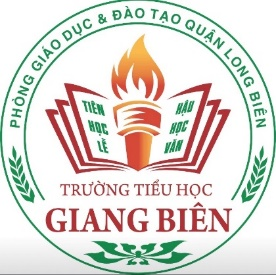 PHÒNG GIÁO DỤC & ĐÀO TẠO QUẬN LONG BIÊN
TIÊN
HỌC
LỄ
HẬU
HỌC
VĂN
TRƯỜNG TIỂU HỌC
GIANG BIÊN